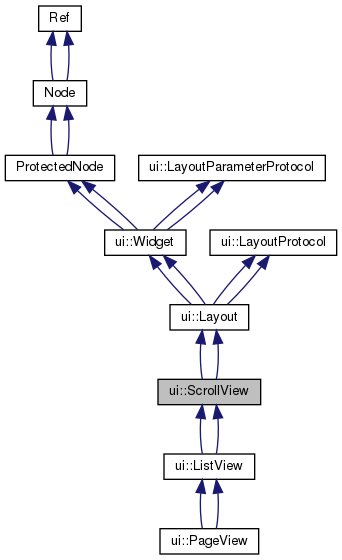 Ref
Node
ProtectedNode
ui::LayoutParameterProtocol
ui::Widget
ui::LayoutProtocol
ui::Layout
ui::ScrollView
ui::ListView
ui::PageView